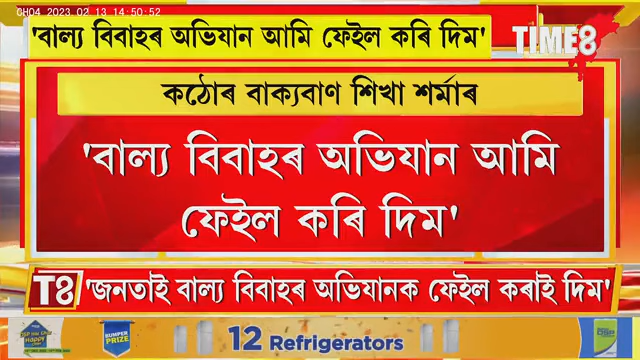 CH04 2023.02.13 14:50:52
'বাল্য বিবাহৰ অভিযান আমি ফেইল কৰি দিম'
TIME8
কঠোৰ বাক্যবাণ শিখা শৰ্মাৰ
'বাল্য বিবাহৰ অভিযান আমি
ফেইল কৰি দিম'
T8 'জনতাই বাল্য বিবাহৰ অভিযানক ফেইল কৰাই দিম'
BUMPER
PRIZE
12 Refrigerators